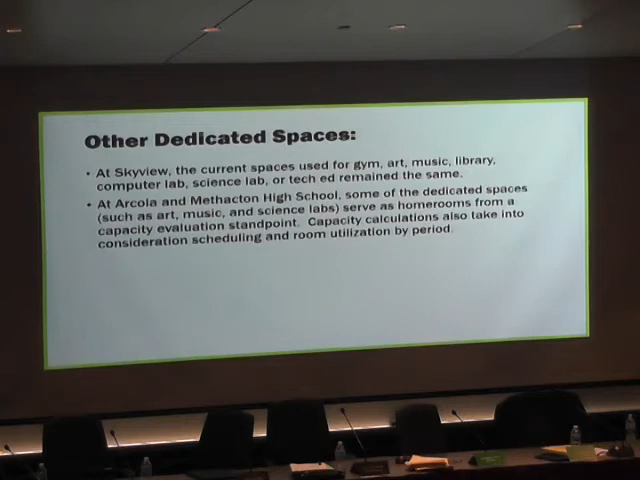 Other Dedicated Spaces:
• At Skyview, the current spaces used for gym, art, music, library,
computer lab, science lab, or tech ed remained the same.
• At Arcola and Methacton High School, some of the dedicated spaces
(such as art, music, and science labs) serve as homerooms from a
capacity evaluation standpoint. Capacity calculations also take into
consideration scheduling and room utilization by period.